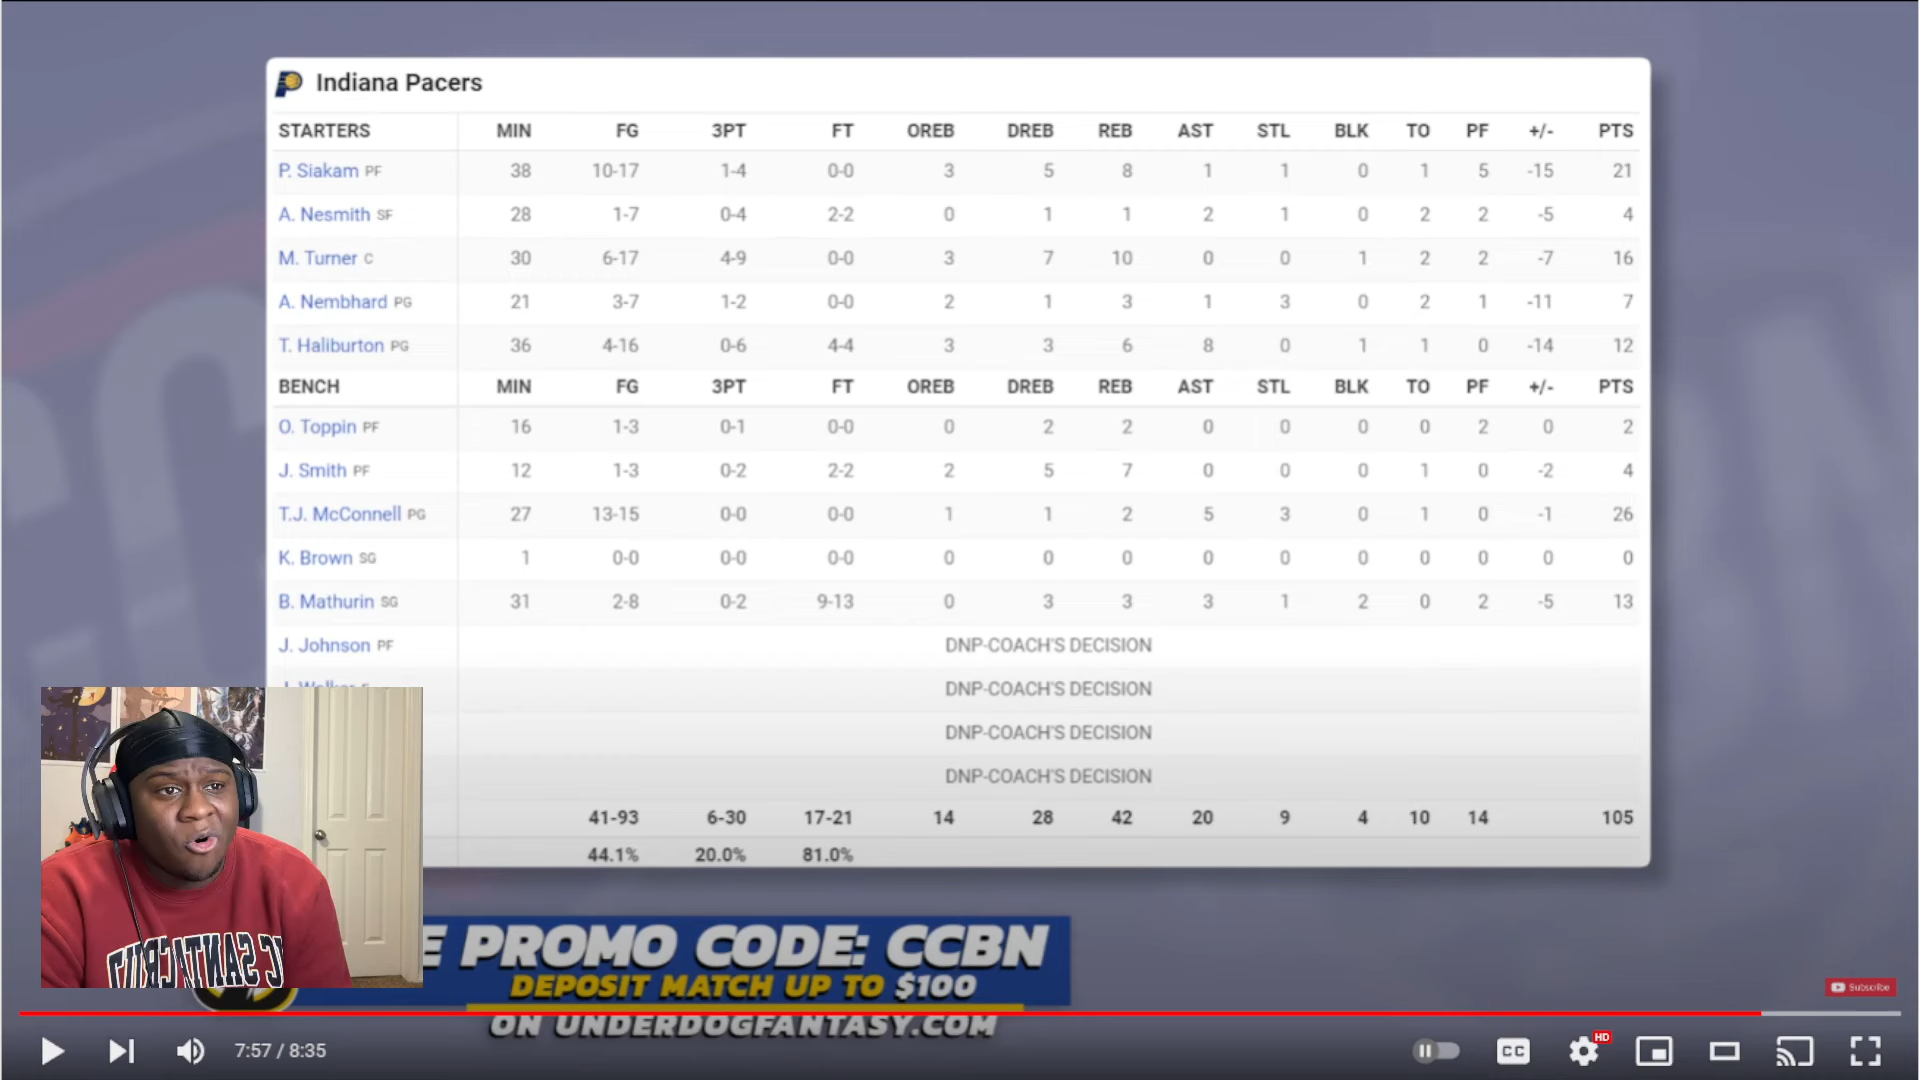 Indiana Pacers
STARTERS MIN FG 3PT FT OREB DREB REB AST STL BLK TO PF +/- PTS
P. Siakam PF 38 10-17 1-4 0-0 3 5 8 1 1 0 1 5 -15 21
A. Nesmith SF 28 1-7 0-4 2-2 0 1 1 2 1 0 2 2 -5 4
M. Turner C 30 6-17 4-9 0-0 3 7 10 0 0 1 2 2 -7 16
A. Nembhard PG 21 3-7 1-2 0-0 2 1 3 1 3 0 2 1 -11 7
T. Haliburton PG 36 4-16 0-6 4-4 3 3 6 8 0 1 1 0 -14 12
BENCH MIN FG 3PT FT OREB DREB REB AST STL BLK TO PF +/- PTS
O. Toppin PF 16 1-3 0-1 0-0 0 2 2 0 0 0 0 2 0 2
J. Smith PF 12 1-3 0-2 2-2 2 5 7 0 0 0 1 0 -2 4
T.J. McConnell PG 27 13-15 0-0 0-0 1 1 2 5 3 0 1 0 -1 26
K. Brown SG 1 0-0 0-0 0-0 0 0 0 0 0 0 0 0 0 0
B. Mathurin SG 31 2-8 0-2 9-13 0 3 3 3 1 2 0 2 -5 13
J. Johnson PF DNP-COACH'S DECISION
DNP-COACH'S DECISION
DNP-COACH'S DECISION
DNP-COACH'S DECISION
41-93 6-30 17-21 14 28 42 20 9 4 10 14 105
44.1% 20.0% 81.0%
E PROMO CODE: CCBN
DEPOSIT MATCH UP TO $100
ON UNDERDOGFANTASY.COM
C SANTA CRUZ
Subscribe
7:57 / 8:35
CC
HD